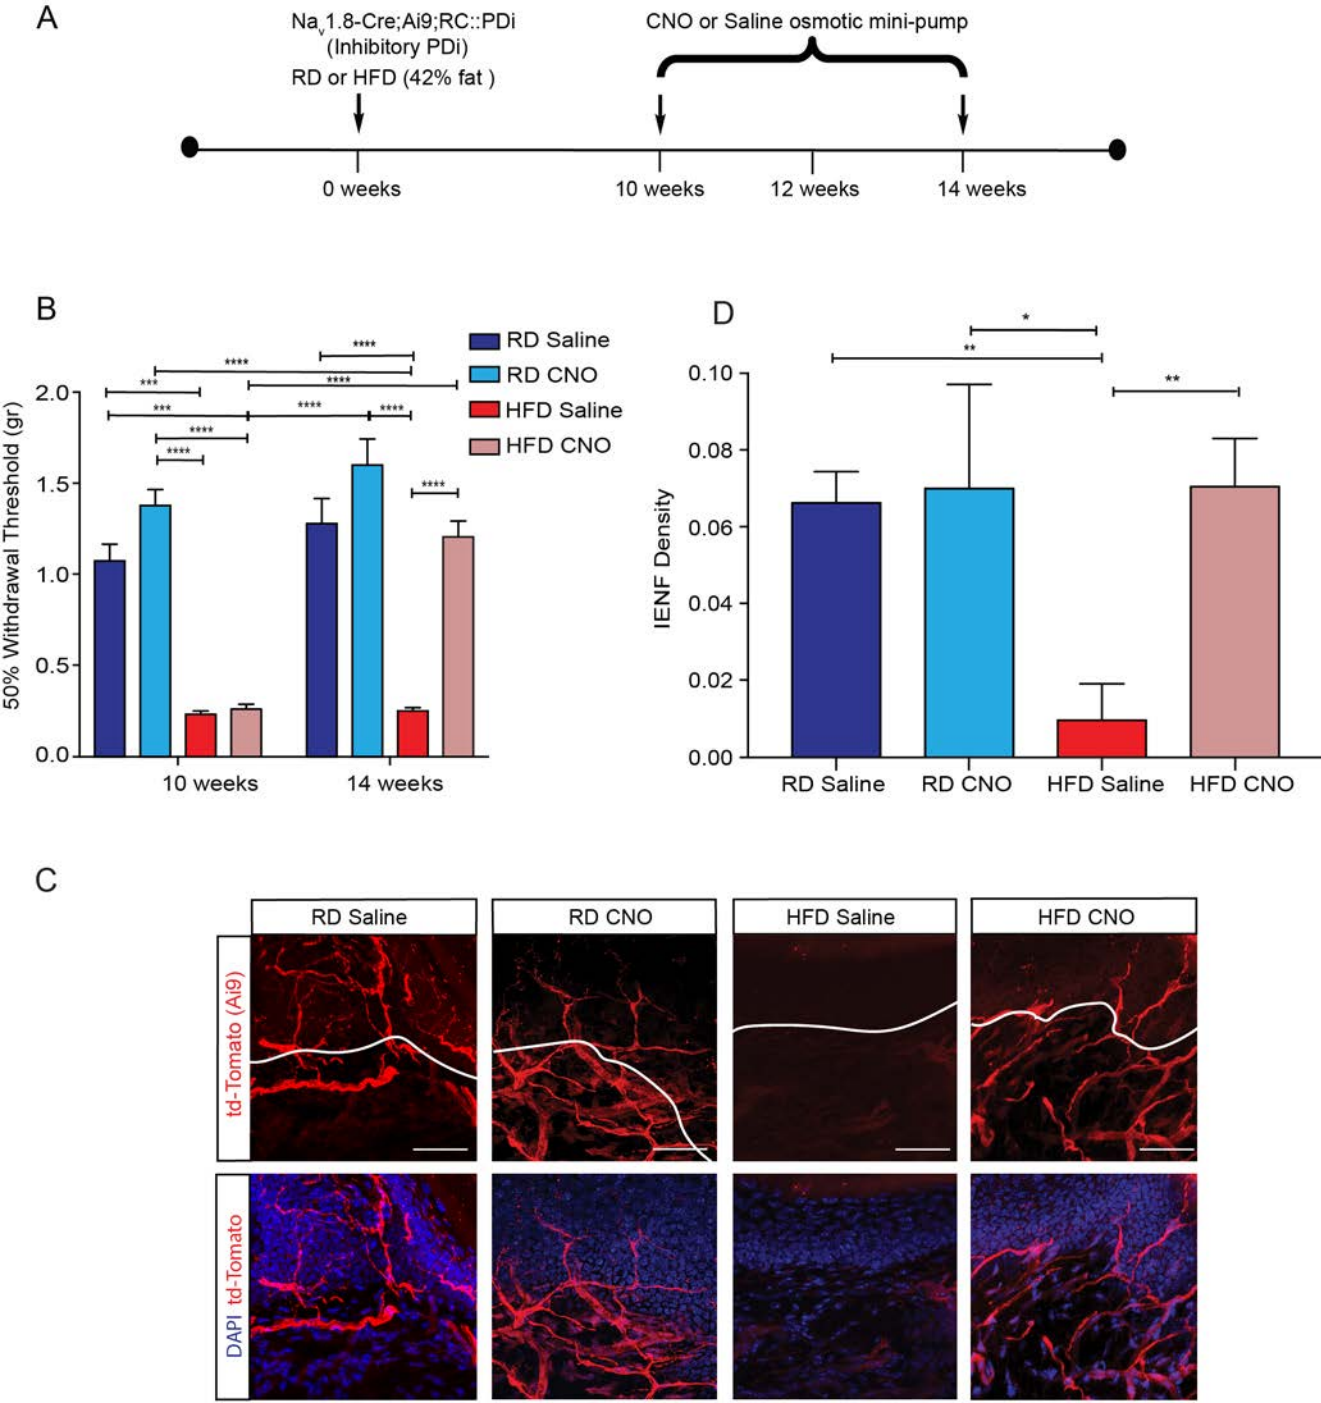 A
Nav1.8-Cre;Ai9;RC::PDi
(Inhibitory PDi)
RD or HFD (42% fat )
CNO or Saline osmotic mini-pump
0 weeks
10 weeks
12 weeks
14 weeks
B
50% Withdrawal Threshold (gr)
2.0
1.5
1.0
0.5
0.0
****
****
****
***
***
****
****
****
****
****
10 weeks
14 weeks
RD Saline
RD CNO
HFD Saline
HFD CNO
D
*
**
**
IENF Density
0.10
0.08
0.06
0.04
0.02
0.00
RD Saline
RD CNO
HFD Saline
HFD CNO
C
RD Saline
RD CNO
HFD Saline
HFD CNO
td-Tomato (Ai9)
DAPI td-Tomato